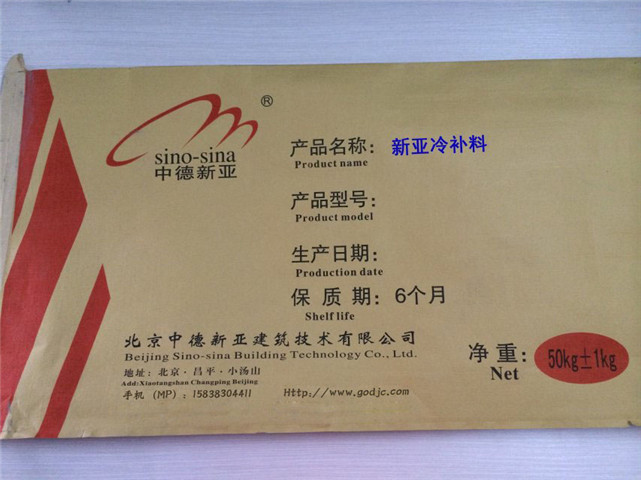 ®
sino-sina
中德新亚
产品名称：新亚冷补料
Product name
产品型号：
Product model
生产日期：
Production date
保 质 期：6个月
Shelf life
北京中德新亚建筑技术有限公司
Beijing Sino-sina Building Technology Co., Ltd.
地址：北京·昌平·小汤山
Add:Xiaotangshan Changping Beijing
手机（MP）：15838304411
Http://www.godjc.com
净 重：
Net
50kg±1kg